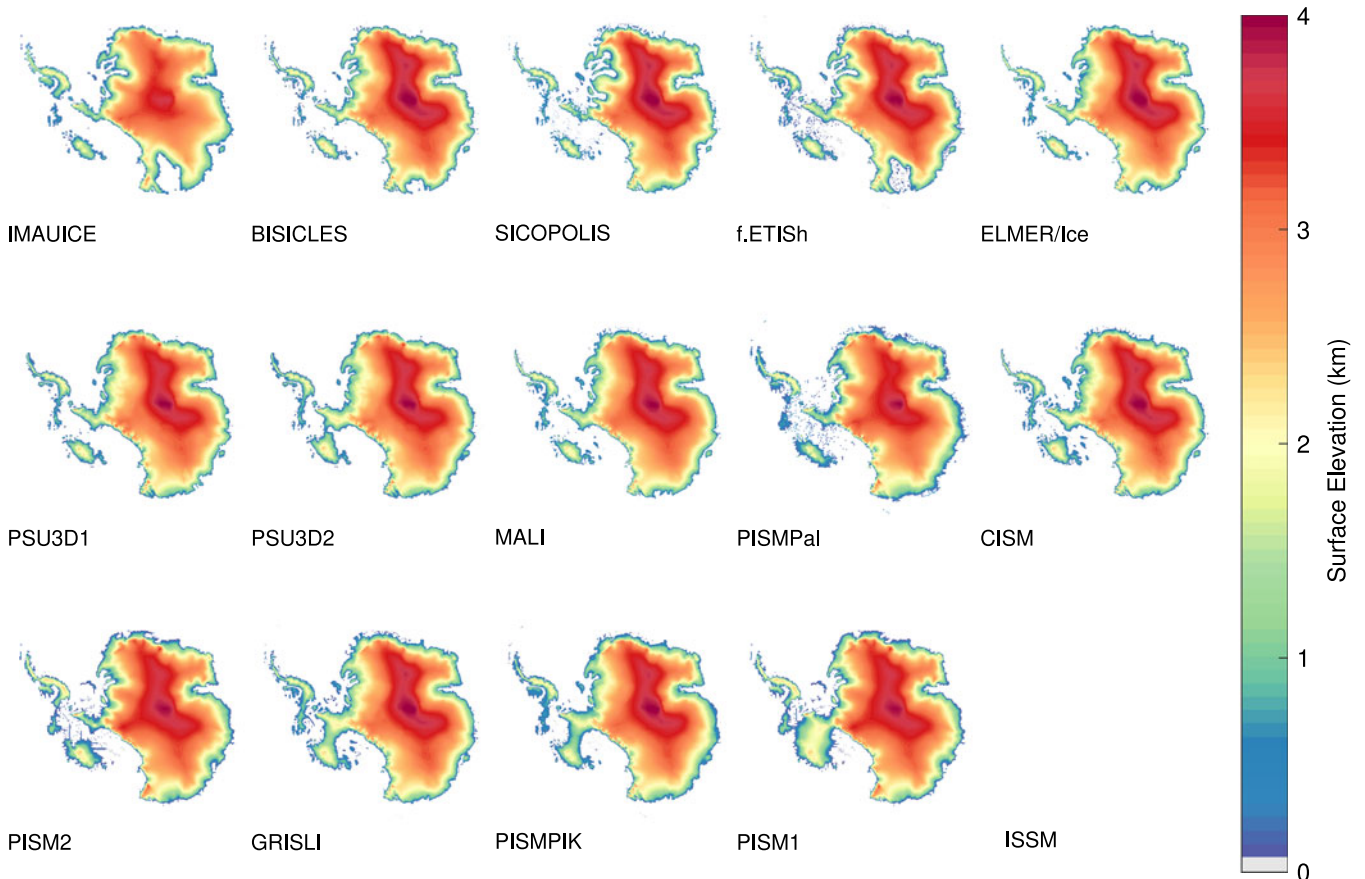 IMAUICE BISICLES SICOPOLIS f.ETISh ELMER/Ice
PSU3D1 PSU3D2 MALI PISMPal CISM
PISM2 GRISLI PISMPIK PISM1 ISSM
4
3
2
1
0
Surface Elevation (km)